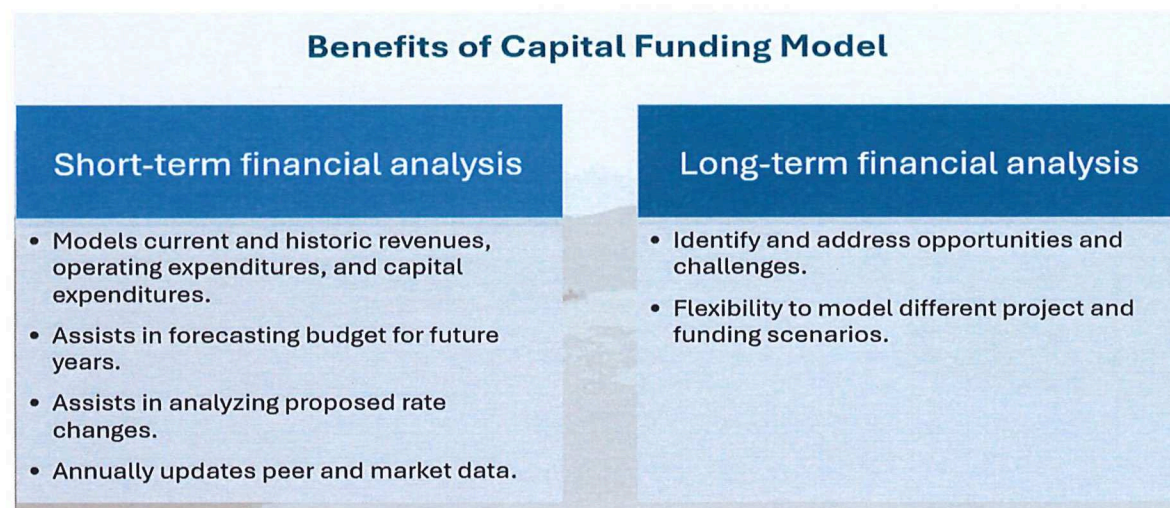 Benefits of Capital Funding Model
Short-term financial analysis
• Models current and historic revenues,
operating expenditures, and capital
expenditures.
• Assists in forecasting budget for future
years.
• Assists in analyzing proposed rate
changes.
• Annually updates peer and market data.
Long-term financial analysis
• Identify and address opportunities and
challenges.
• Flexibility to model different project and
funding scenarios.